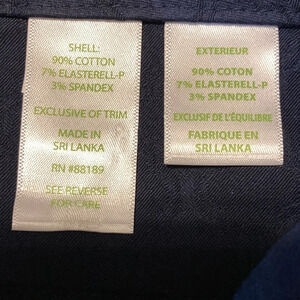 SHELL:
90% COTTON
7% ELASTERELL-P
3% SPANDEX
EXCLUSIVE OF TRIM
MADE IN
SRI LANKA
RN #88189
SEE REVERSE
FOR CARE
EXTERIEUR
90% COTON
7% ELASTERELL-P
3% SPANDEX
EXCLUSIF DE L'ÉQUILIBRE
FABRIQUE EN
SRI LANKA